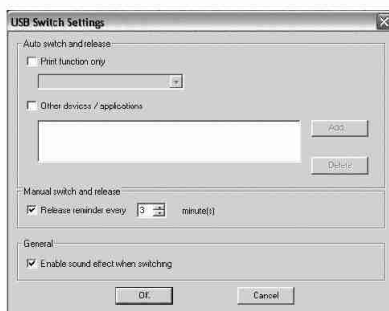 USB Switch Settings
Auto switch and release
Print function only
Other devices / applications
Add
Delete
Manual switch and release
Release reminder every 3 minute(s)
General
Enable sound effect when switching
OK
Cancel